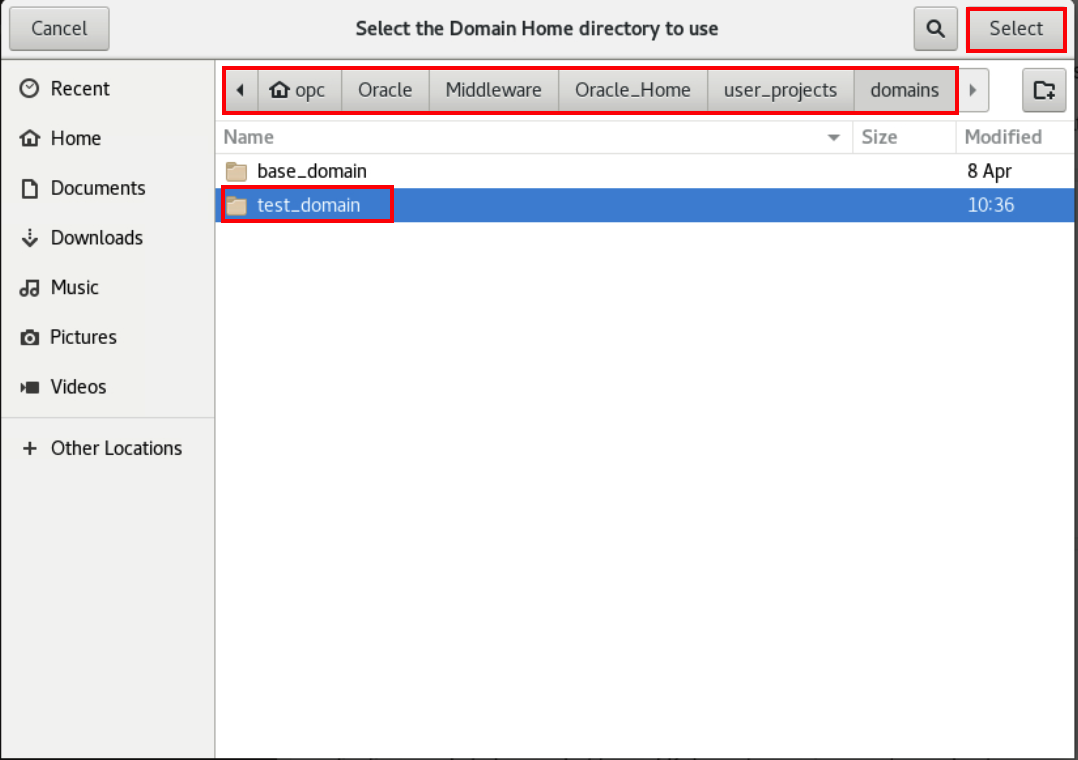 Cancel Select the Domain Home directory to use Select
Recent
Home
Documents
Downloads
Music
Pictures
Videos
Other Locations
opc Oracle Middleware Oracle_Home user_projects domains
Name Size Modified
base_domain 8 Apr
test_domain 10:36